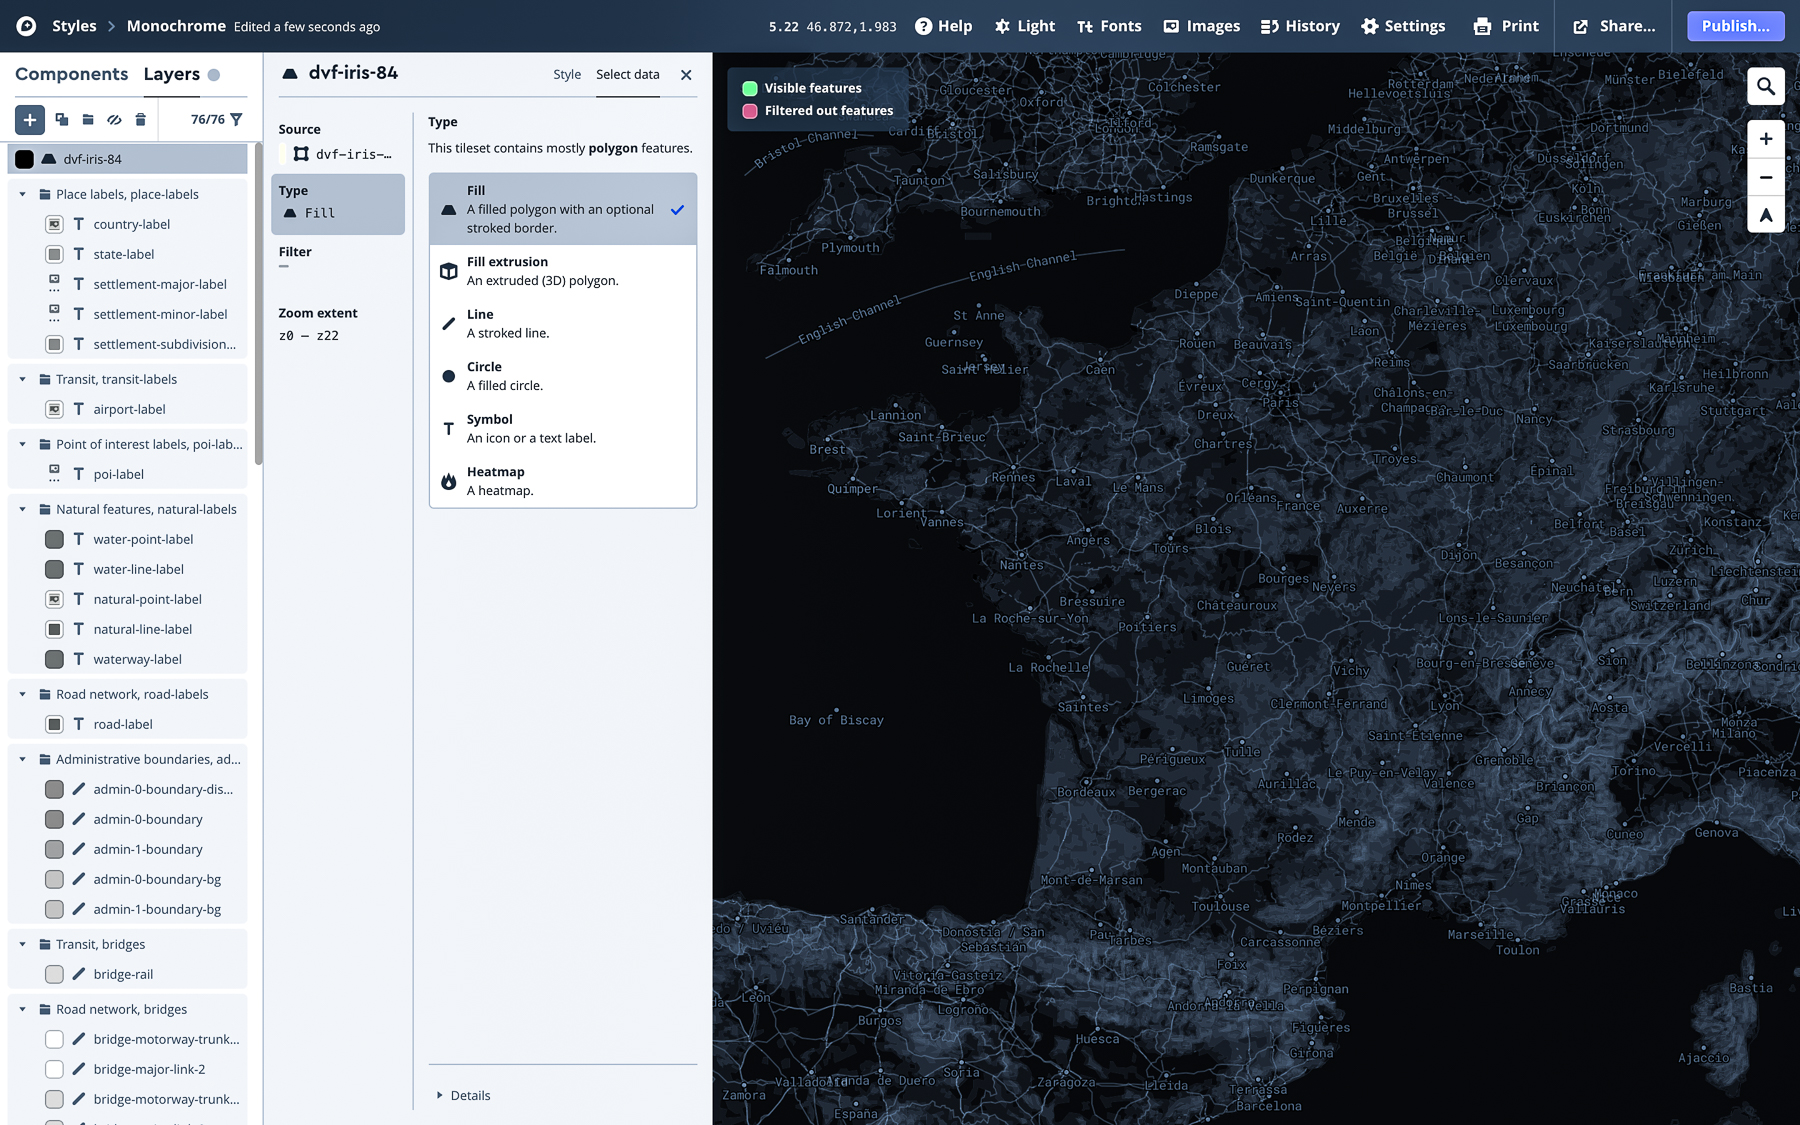 Styles
Monochrome
Edited a few seconds ago
5.22 46.872,1.983
Help
Light
Fonts
Images
History
Settings
Print
Share...
Publish...
Components
Layers
76/76
dvf-iris-84
Place labels, place-labels
country-label
state-label
settlement-major-label
settlement-minor-label
settlement-subdivision...
Transit, transit-labels
airport-label
Point of interest labels, poi-lab...
poi-label
Natural features, natural-labels
water-point-label
water-line-label
natural-point-label
natural-line-label
waterway-label
Road network, road-labels
road-label
Administrative boundaries, ad...
admin-0-boundary-dis...
admin-0-boundary
admin-1-boundary
admin-0-boundary-bg
admin-1-boundary-bg
Transit, bridges
bridge-rail
Road network, bridges
bridge-motorway-trunk...
bridge-major-link-2
bridge-motorway-trunk...
dvf-iris-84
Style
Select data
Source
dvf-iris-…
Type
Fill
Filter
Zoom extent
z0 – z22
Type
This tileset contains mostly polygon features.
Fill
A filled polygon with an optional
stroked border.
Fill extrusion
An extruded (3D) polygon.
Line
A stroked line.
Circle
A filled circle.
Symbol
An icon or a text label.
Heatmap
A heatmap.
Details
Visible features
Filtered out features
Gloucester
Oxford
Colchester
Bristol
London
Ilford
Bristol-Channel
Ramsgate
Taunton
Salisbury
Bournemouth
Hastings
Plymouth
Falmouth
English-Channel
English-Channel
Rotterdam
Nederland
Hellevoetsluis
Münster
Bielefeld
Middelburg
Dortmund
Antwerpen
Düsseldorf
Solingen
Dunkerque
Gent
Bruxelles -
Brussel
Köln
Bonn
Euskirchen
Marburg
Gießen
Lille
Namur
Arras
Clervaux
Dieppe
Amiens
Saint-Quentin
Charleville-
Mézières
Luxembourg
Luxembourg
Mannheim
St Anne
Guernsey
Saint Helier
Jersey
Rouen
Beauvais
Laon
Reims
Saarbrücken
Heilbronn
Karlsruhe
Caen
Évreux
Cergy
Paris
Châlons-en-
Bar-le-Duc
Stuttgart
Nancy
Strasbourg
Dreux
Chartres
Lannion
Saint-Brieuc
Brest
Quimper
Rennes
Laval
Le Mans
Troyes
Chaumont
Épinal
Lorient
Vannes
Orléans
France
Auxerre
Freiburg im
Breisgau
Villingen-
Schwenningen
Konstanz
Blois
Angers
Tours
Belfort
Basel
Nantes
Dijon
Besançon
Zürich
Bourges
Nevers
Neuchâtel
Bern
Luzern
Liechtenstein
Switzerland
Chur
Bressuire
Châteauroux
La Roche-sur-Yon
Poitiers
Lons-le-Saunier
La Rochelle
Guéret
Vichy
Bourg-en-Bresse
Genève
Sion
Bellinzona
Annecy
Limoges
Clermont-Ferrand
Lyon
Aosta
Saintes
Bay of Biscay
Saint-Étienne
Monza
Milano
Vercelli
Tulle
Périgueux
Grenoble
Torino
Piacenza
Le Puy-en-Velay
Valence
Aurillac
Briançon
Bordeaux
Bergerac
Mende
Gap
Cuneo
Genova
Rodez
Agen
Montauban
Orange
Mont-de-Marsan
Nîmes
Monaco
Grasse
Vallauris
Toulouse
Montpellier
Santander
Donostia / San
Sebastián
Pau
Tarbes
Béziers
Carcassonne
Marseille
Toulon
Foix
Vitoria-Gasteiz
Miranda de Ebro
Logroño
Perpignan
Andorra la Vella
Andorra
León
Burgos
Bastia
Figueres
Huesca
Girona
Ajaccio
Soria
Valladolid
Aranda de Duero
Zaragoza
Lleida
Terrassa
Zamora
Barcelona
España